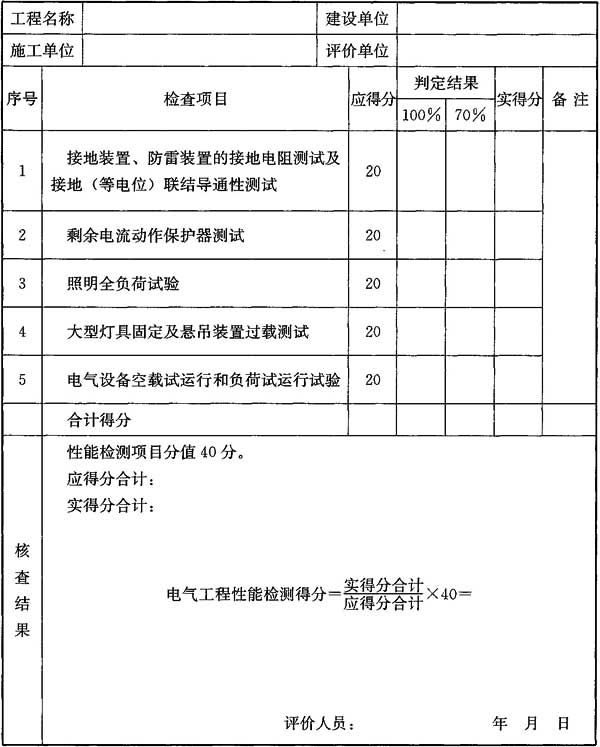 工程名称 建设单位
施工单位 评价单位
序号 检查项目 应得分 判定结果 实得分 备注
100% 70%
1 接地装置、防雷装置的接地电阻测试及
接地（等电位）联结导通性测试 20
2 剩余电流动作保护器测试 20
3 照明全负荷试验 20
4 大型灯具固定及悬吊装置过载测试 20
5 电气设备空载试运行和负荷试运行试验 20
合计得分
核查结果
性能检测项目分值40分。
应得分合计：
实得分合计：
电气工程性能检测得分=实得分合计/应得分合计×40=
评价人员： 年 月 日